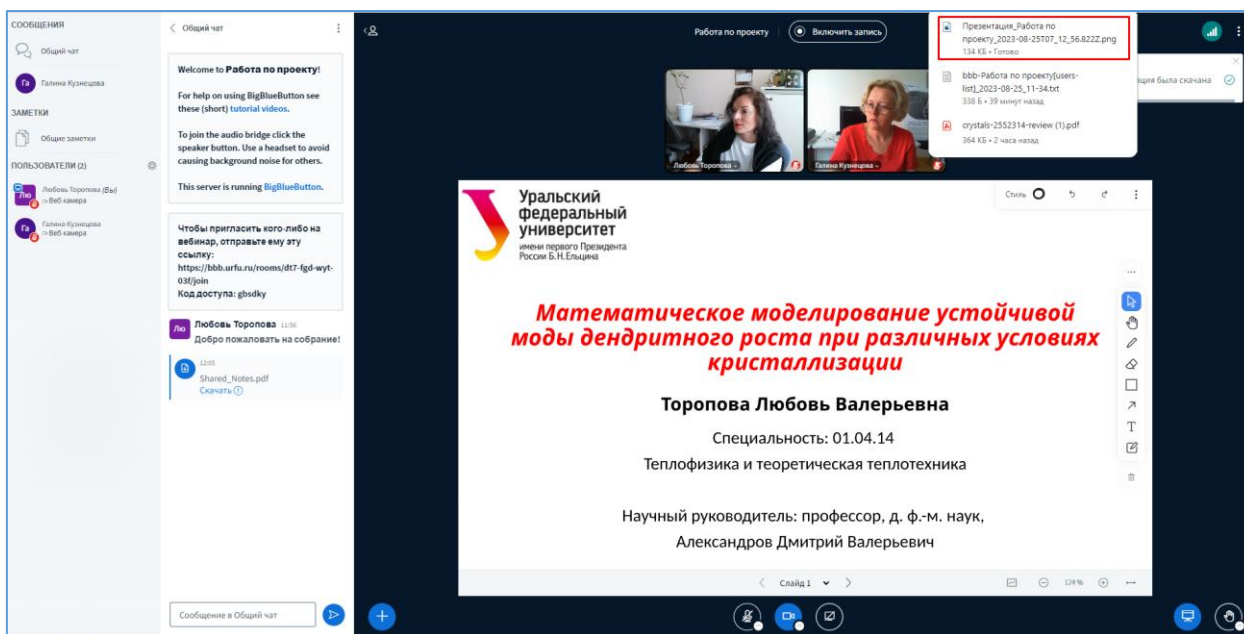 СООБЩЕНИЯ
Общий чат
Га
Галина Кузнецова
ЗАМЕТКИ
Общие заметки
ПОЛЬЗОВАТЕЛИ (2)
Лю
Любовь Торопова (Вы)
Веб-камера
Га
Галина Кузнецова
Веб-камера
Общий чат
Welcome to Работа по проекту!
For help on using BigBlueButton see
these (short) tutorial videos.
To join the audio bridge click the
speaker button. Use a headset to avoid
causing background noise for others.
This server is running BigBlueButton.
Чтобы пригласить кого-либо на
вебинар, отправьте ему эту
ссылку:
https://bbb.urfu.ru/rooms/dt7-fgd-wyt-
03f/join
Код доступа: gbsdky
Лю
Любовь Торопова 11:56
Добро пожаловать на собрание!
12:05
Shared_Notes.pdf
Скачать
Сообщение в Общий чат
Работа по проекту
Включить запись
Презентация_Работа по
проекту_2023-08-25T07_12_56.822Z.png
134 КБ • Готово
bbb-Работа по проекту[users-
list]_2023-08-25_11-34.txt
338 Б • 39 минут назад
crystals-2552314-review (1).pdf
364 КБ • 2 часа назад
ция была скачана
Любовь Торопова
Галина Кузнецова
Уральский
федеральный
университет
имени первого Президента
России Б.Н.Ельцина
Стиль
Математическое моделирование устойчивой
моды дендритного роста при различных условиях
кристаллизации
Торопова Любовь Валерьевна
Специальность: 01.04.14
Теплофизика и теоретическая теплотехника
Научный руководитель: профессор, д. ф.-м. наук,
Александров Дмитрий Валерьевич
T
Слайд 1
134%